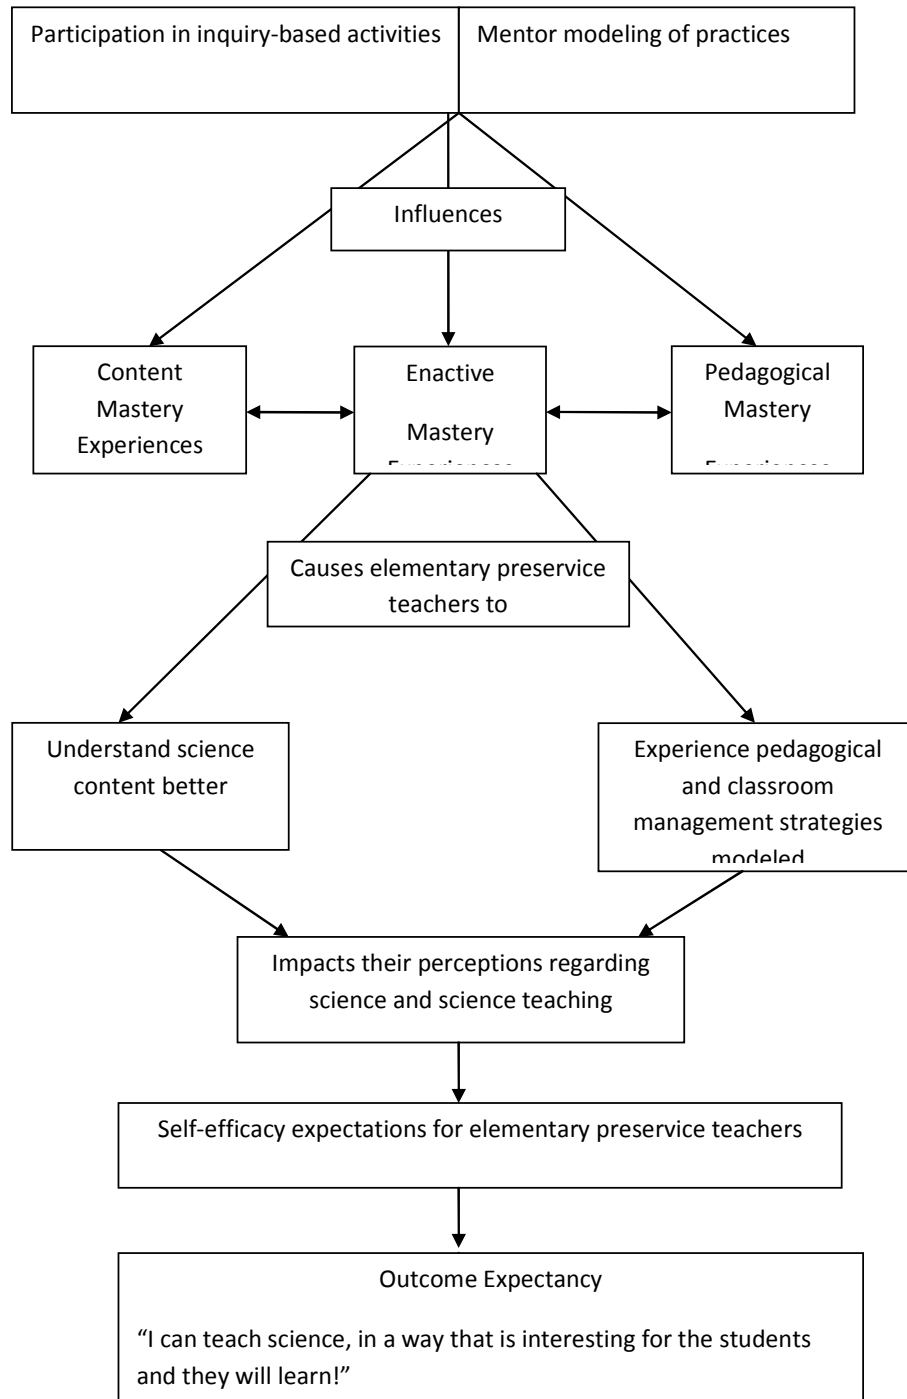 Participation in inquiry-based activities
Mentor modeling of practices
Influences
Content
Mastery
Experiences
Enactive
Mastery
Experiences
Pedagogical
Mastery
Experiences
Causes elementary preservice
teachers to
Understand science
content better
Experience pedagogical
and classroom
management strategies
modeled
Impacts their perceptions regarding
science and science teaching
Self-efficacy expectations for elementary preservice teachers
Outcome Expectancy
“I can teach science, in a way that is interesting for the students
and they will learn!”